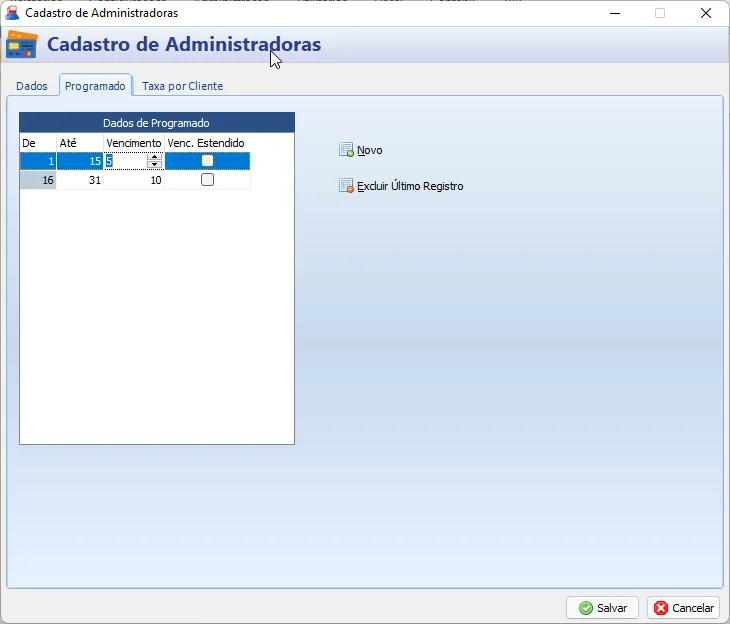 Cadastro de Administradoras
Cadastro de Administradoras
Dados Programado Taxa por Cliente
Dados de Programado
De Até Vencimento Venc. Estendido
1 15 5
16 31 10
Novo
Excluir Último Registro
Salvar Cancelar